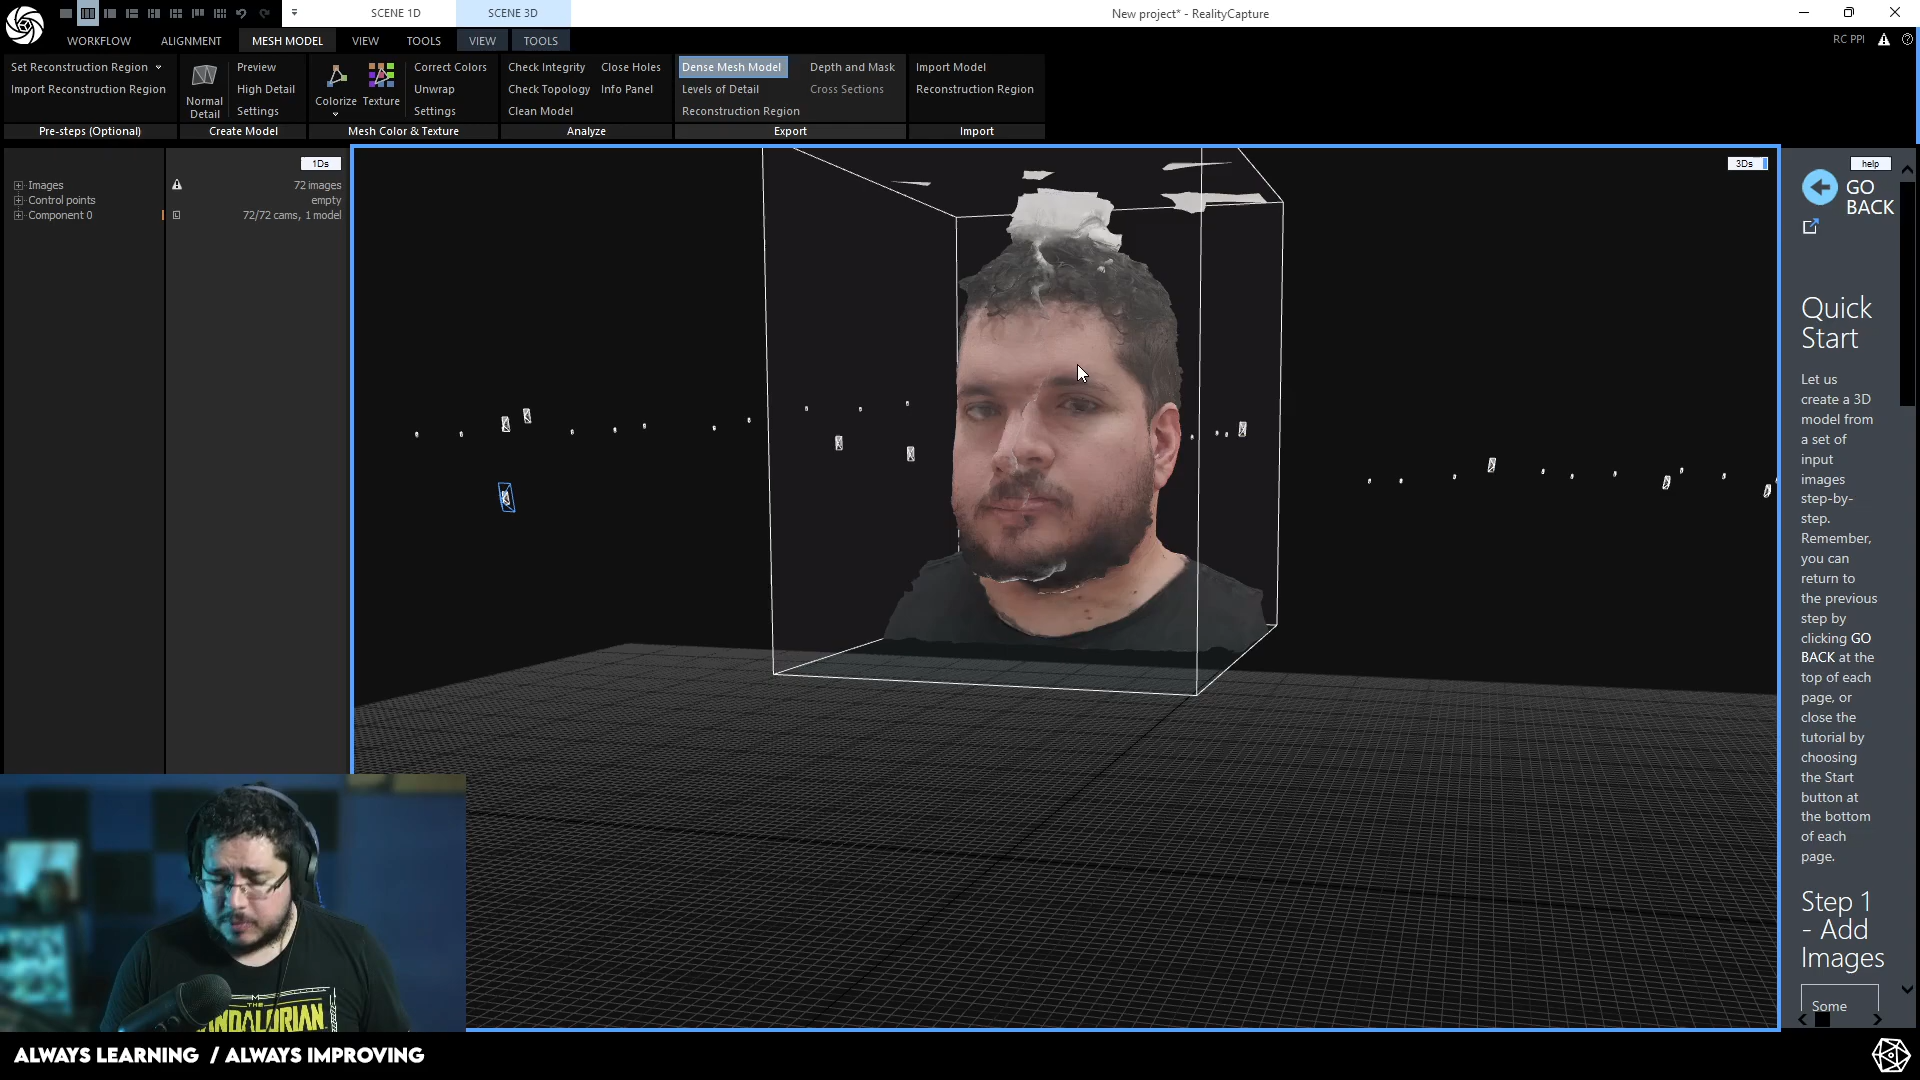 SCENE 1D
SCENE 3D
New project* - RealityCapture
WORKFLOW
ALIGNMENT
MESH MODEL
VIEW
TOOLS
VIEW
TOOLS
RC PPI
Set Reconstruction Region
Import Reconstruction Region
Pre-steps (Optional)
Normal
Detail
Preview
High Detail
Settings
Create Model
Colorize
Texture
Correct Colors
Unwrap
Settings
Mesh Color & Texture
Check Integrity
Close Holes
Check Topology
Info Panel
Clean Model
Analyze
Dense Mesh Model
Depth and Mask
Levels of Detail
Cross Sections
Reconstruction Region
Export
Import Model
Reconstruction Region
Import
1Ds
Images
72 images
Control points
empty
Component 0
72/72 cams, 1 model
3Ds
help
GO
BACK
Quick
Start
Let us
create a 3D
model from
a set of
input
images
step-by-
step.
Remember,
you can
return to
the previous
step by
clicking GO
BACK at the
top of each
page, or
close the
tutorial by
choosing
the Start
button at
the bottom
of each
page.
Step 1
- Add
Images
Some
THE
MANDALORIAN
ALWAYS LEARNING / ALWAYS IMPROVING